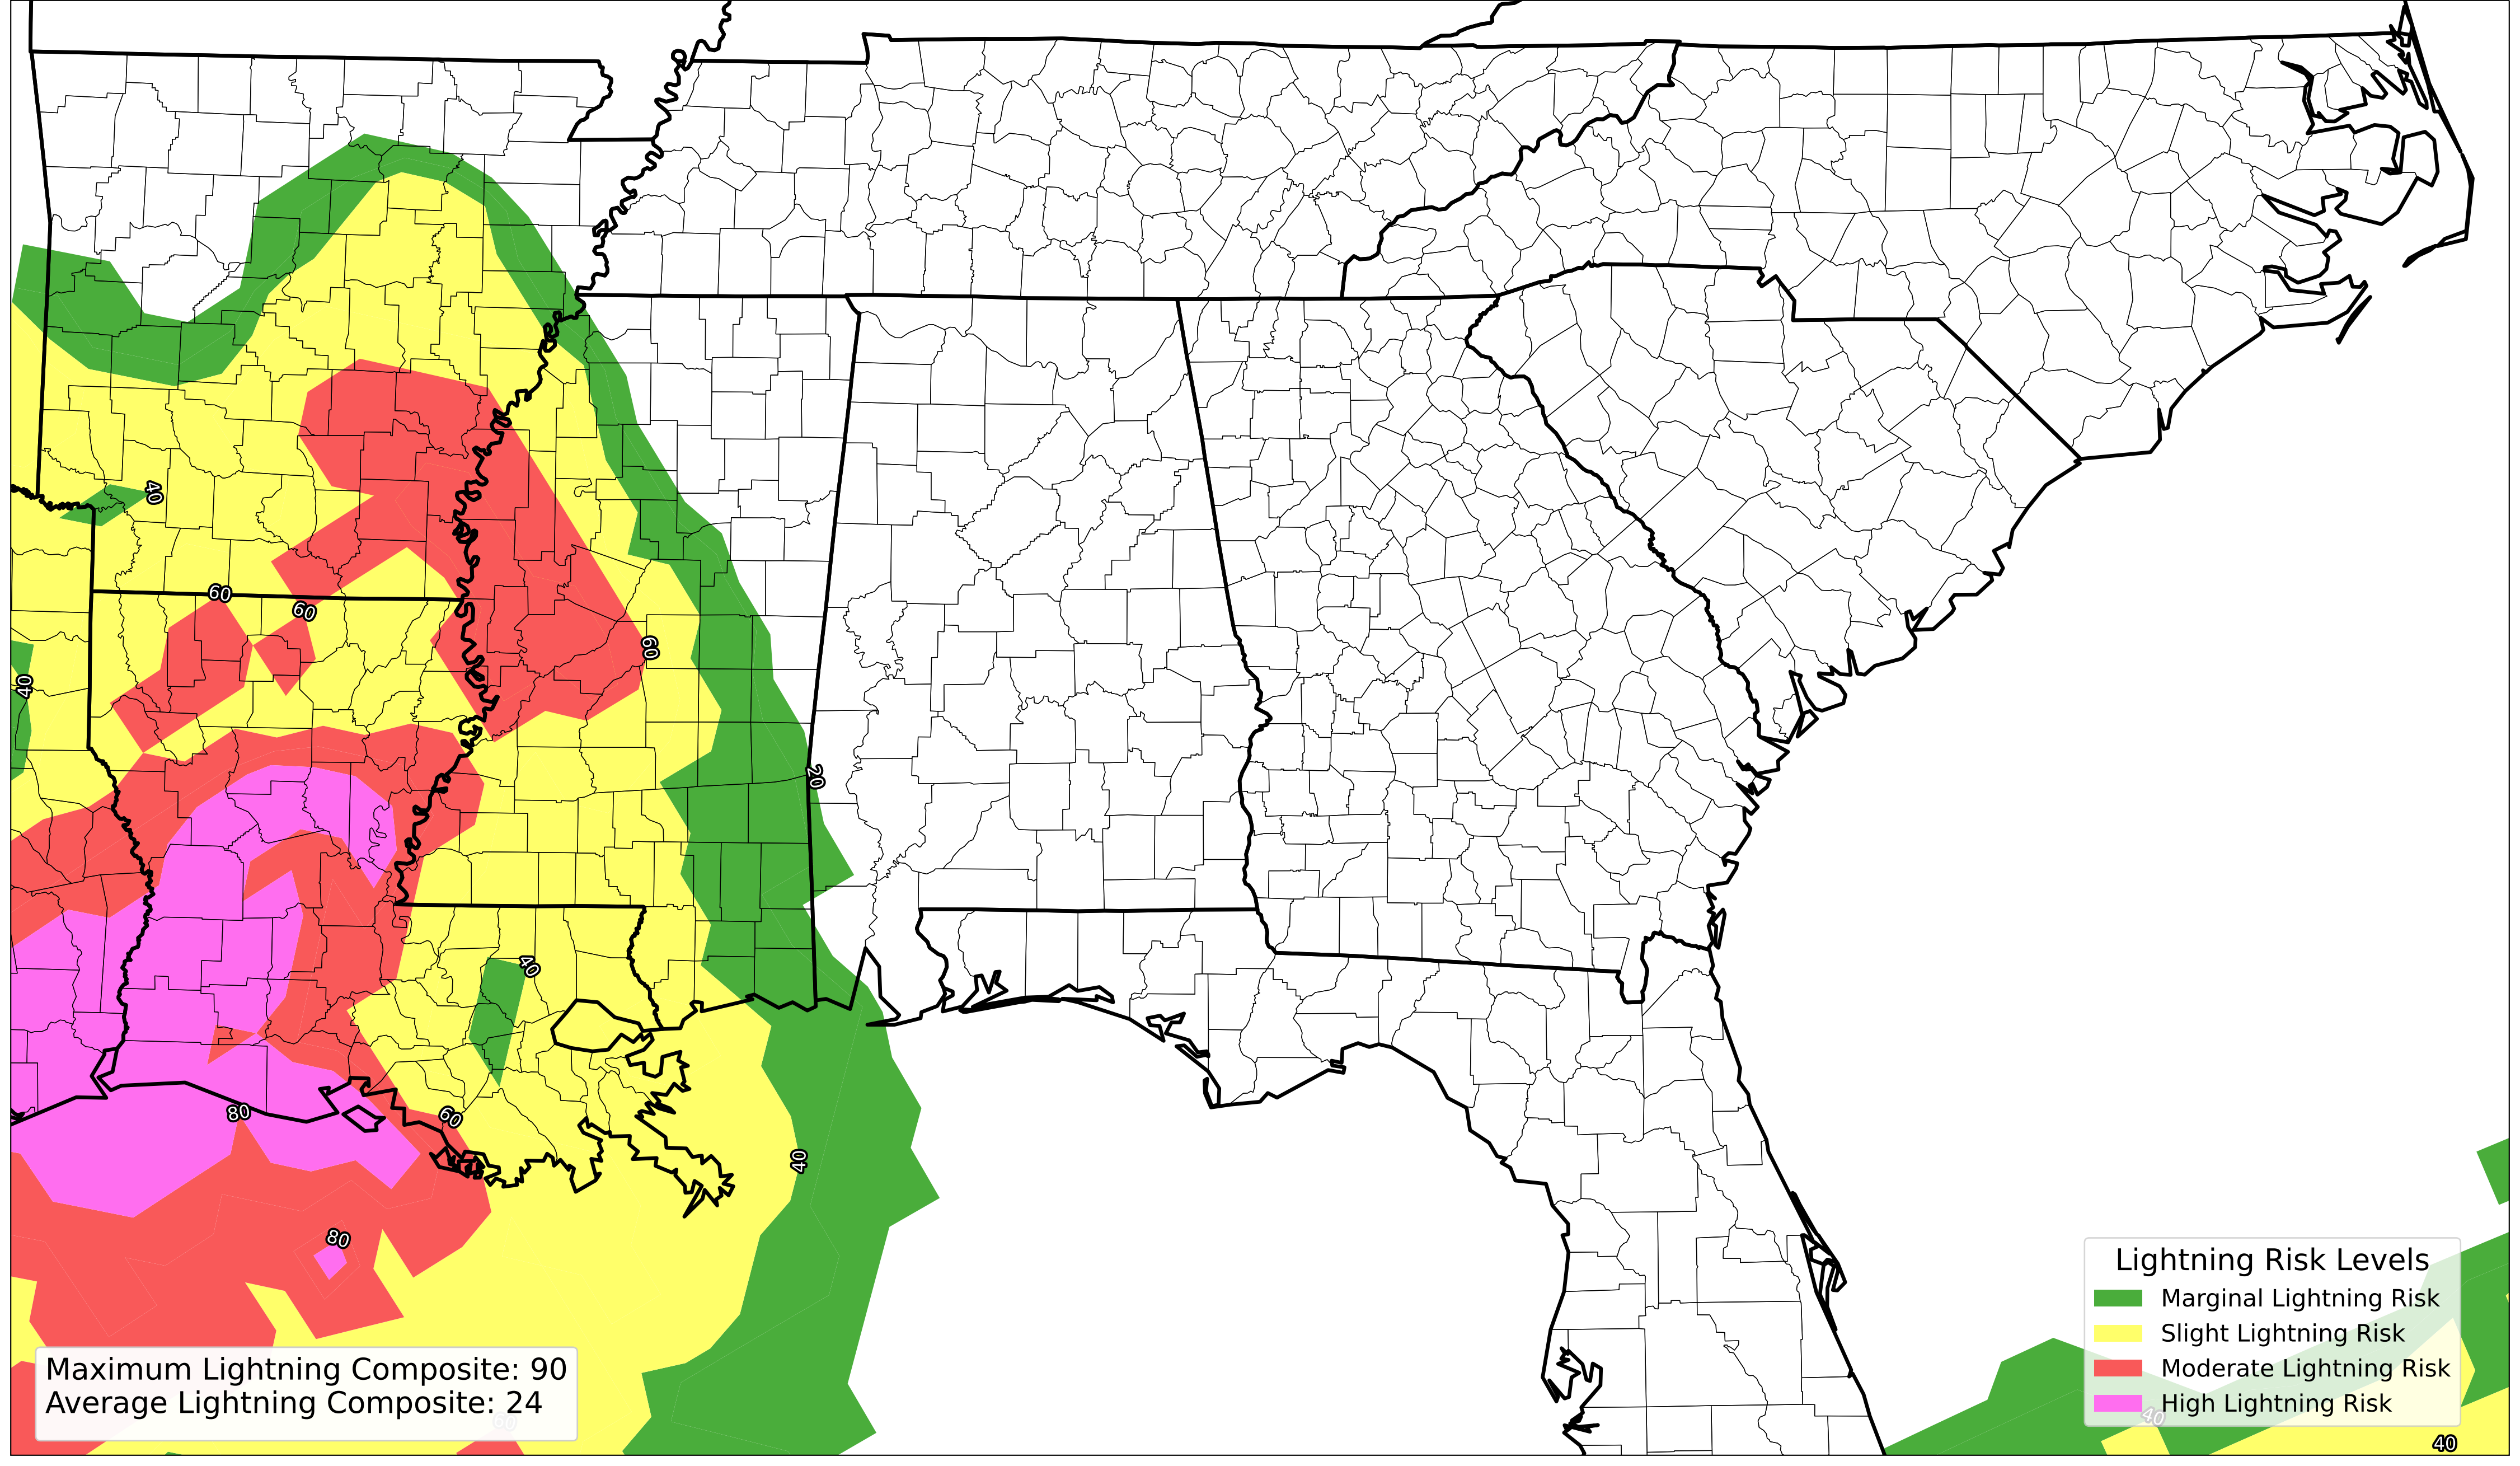 40
60
60
60
40
20
40
80
60
40
80
Lightning Risk Levels
Marginal Lightning Risk
Slight Lightning Risk
Moderate Lightning Risk
High Lightning Risk
Maximum Lightning Composite: 90
Average Lightning Composite: 24
60
40
40